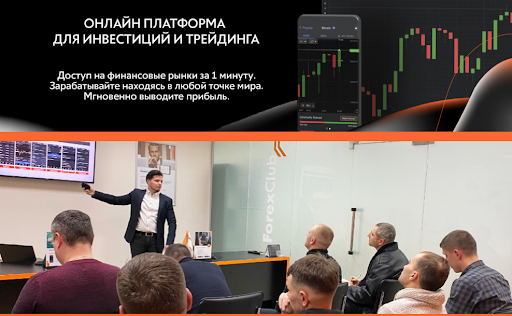 ОНЛАЙН ПЛАТФОРМА
ДЛЯ ИНВЕСТИЦИЙ И ТРЕЙДИНГА
Доступ на финансовые рынки за 1 минуту.
Зарабатывайте находясь в любой точке мира.
Мгновенно выводите прибыль.
ForexClub